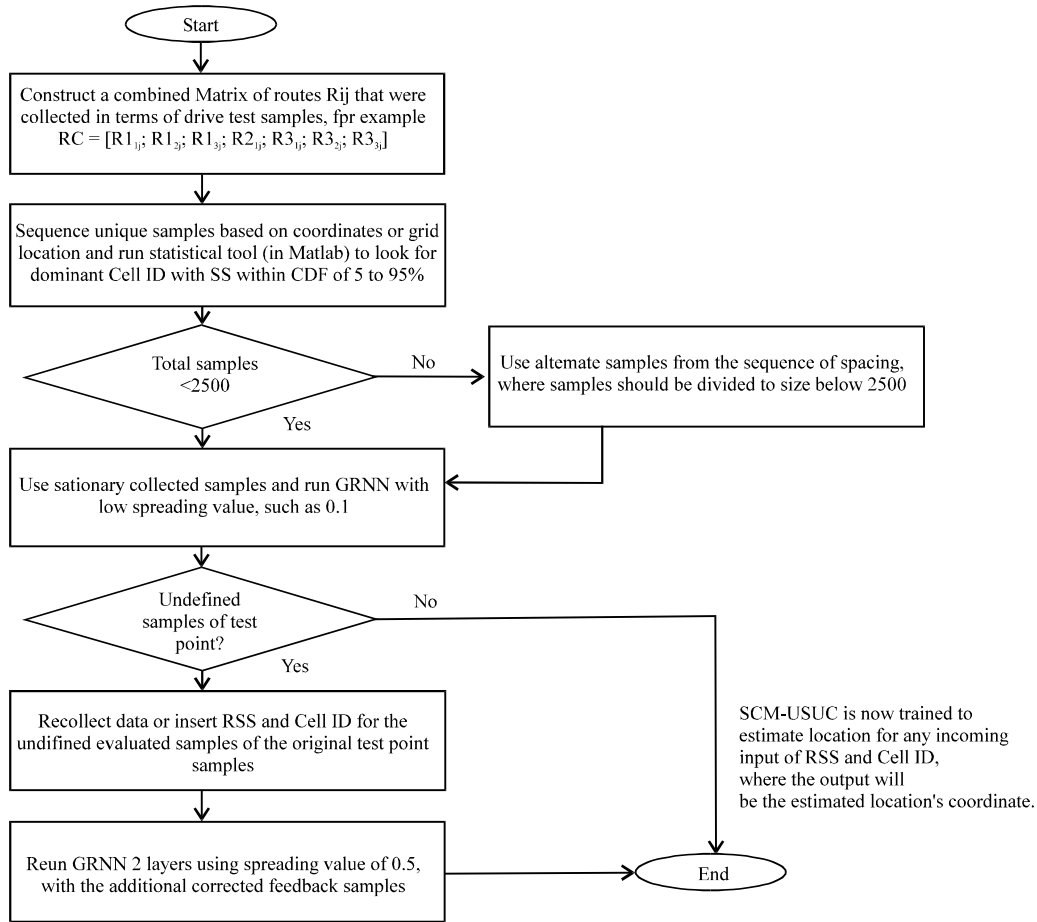 Start
Construct a combined Matrix of routes Rij that were
collected in terms of drive test samples, fpr example
RC = [R1₁ⱼ; R1₂ⱼ; R1₃ⱼ; R2₁ⱼ; R3₁ⱼ; R3₂ⱼ; R3₃ⱼ]
Sequence unique samples based on coordinates or grid
location and run statistical tool (in Matlab) to look for
dominant Cell ID with SS within CDF of 5 to 95%
Total samples
<2500
No
Use alternate samples from the sequence of spacing,
where samples should be divided to size below 2500
Yes
Use sationary collected samples and run GRNN with
low spreading value, such as 0.1
Undefined
samples of test
point?
No
Yes
Recollect data or insert RSS and Cell ID for the
undifined evaluated samples of the original test point
samples
SCM-USUC is now trained to
estimate location for any incoming
input of RSS and Cell ID,
where the output will
be the estimated location's coordinate.
Reun GRNN 2 layers using spreading value of 0.5,
with the additional corrected feedback samples
End